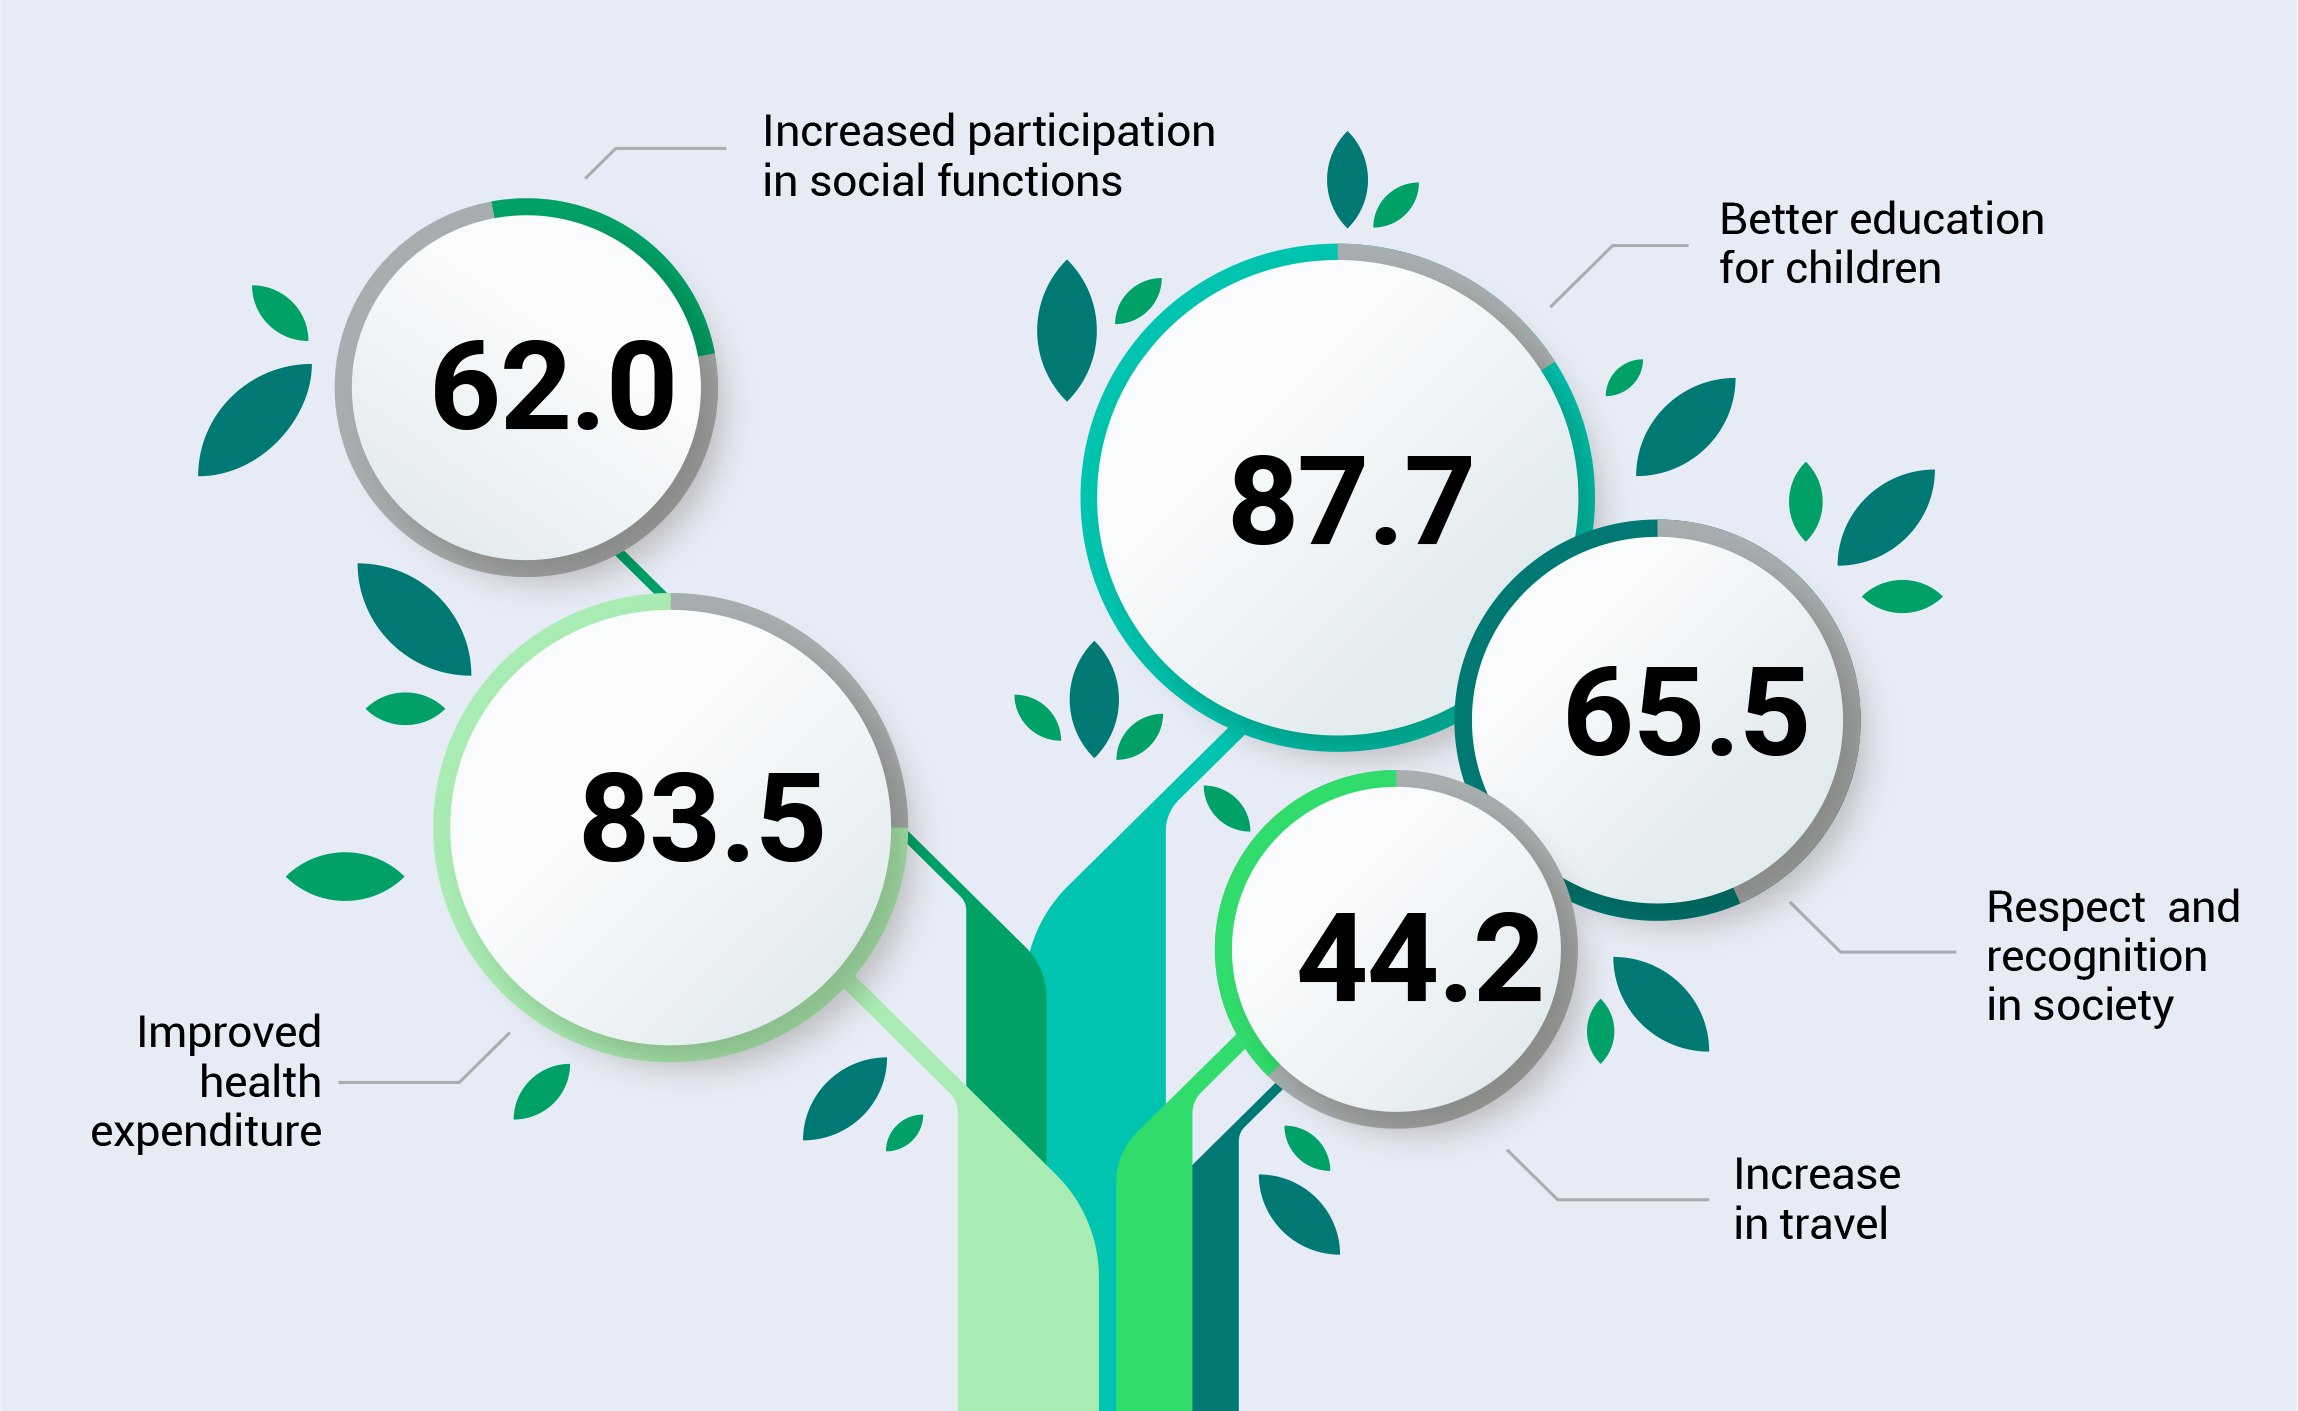 Increased participation
in social functions
62.0
Better education
for children
87.7
65.5
Respect  and
recognition
in society
83.5
Improved
health
expenditure
44.2
Increase
in travel